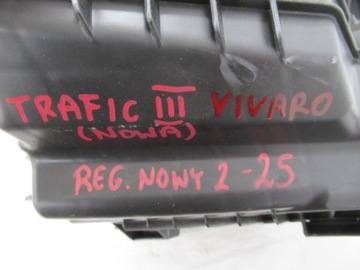 TRAFIC III VIVARO
(NOWA)
REG. NOWY 2-25